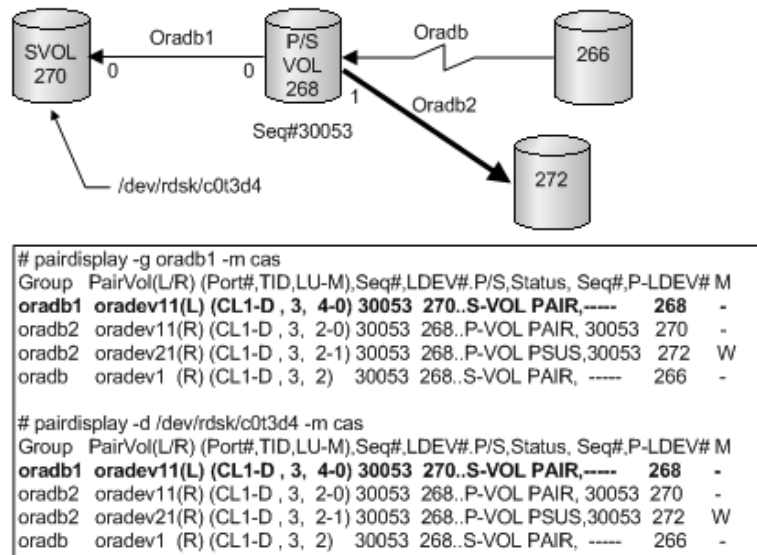 Oradb1
Oradb
SVOL
270
0
0
P/S
VOL
268
1
266
Oradb2
Seq#30053
272
/dev/rdsk/c0t3d4
# pairdisplay -g oradb1 -m cas
Group PairVol(L/R) (Port#,TID,LU-M),Seq#,LDEV#.P/S,Status, Seq#,P-LDEV# M
oradb1 oradev11(L) (CL1-D , 3, 4-0) 30053 270..S-VOL PAIR,----- 268 -
oradb2 oradev11(R) (CL1-D , 3, 2-0) 30053 268..P-VOL PAIR, 30053 270 -
oradb2 oradev21(R) (CL1-D , 3, 2-1) 30053 268..P-VOL PSUS,30053 272 W
oradb oradev1 (R) (CL1-D , 3, 2) 30053 268..S-VOL PAIR, ----- 266 -
# pairdisplay -d /dev/rdsk/c0t3d4 -m cas
Group PairVol(L/R) (Port#,TID,LU-M),Seq#,LDEV#.P/S,Status, Seq#,P-LDEV# M
oradb1 oradev11(L) (CL1-D , 3, 4-0) 30053 270..S-VOL PAIR,----- 268 -
oradb2 oradev11(R) (CL1-D , 3, 2-0) 30053 268..P-VOL PAIR, 30053 270 -
oradb2 oradev21(R) (CL1-D , 3, 2-1) 30053 268..P-VOL PSUS,30053 272 W
oradb oradev1 (R) (CL1-D , 3, 2) 30053 268..S-VOL PAIR, ----- 266 -